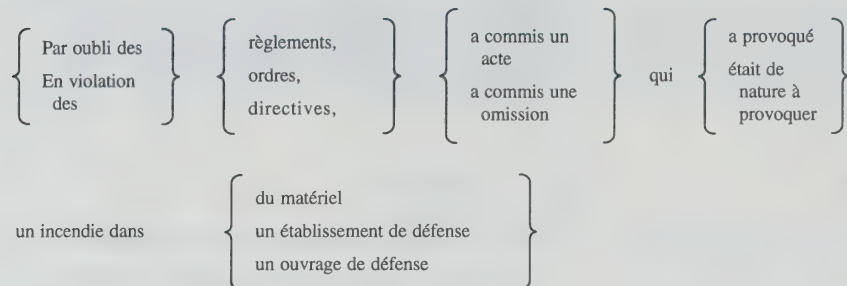 Par oubli des
En violation
des
règlements,
ordres,
directives,
a commis un
acte
a commis une
omission
qui
a provoqué
était de
nature à
provoquer
un incendie dans
du matériel
un établissement de défense
un ouvrage de défense